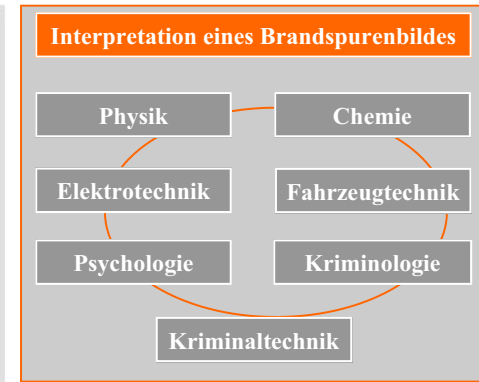 Interpretation eines Brandspurenbildes
Physik
Chemie
Elektrotechnik
Fahrzeugtechnik
Psychologie
Kriminologie
Kriminaltechnik